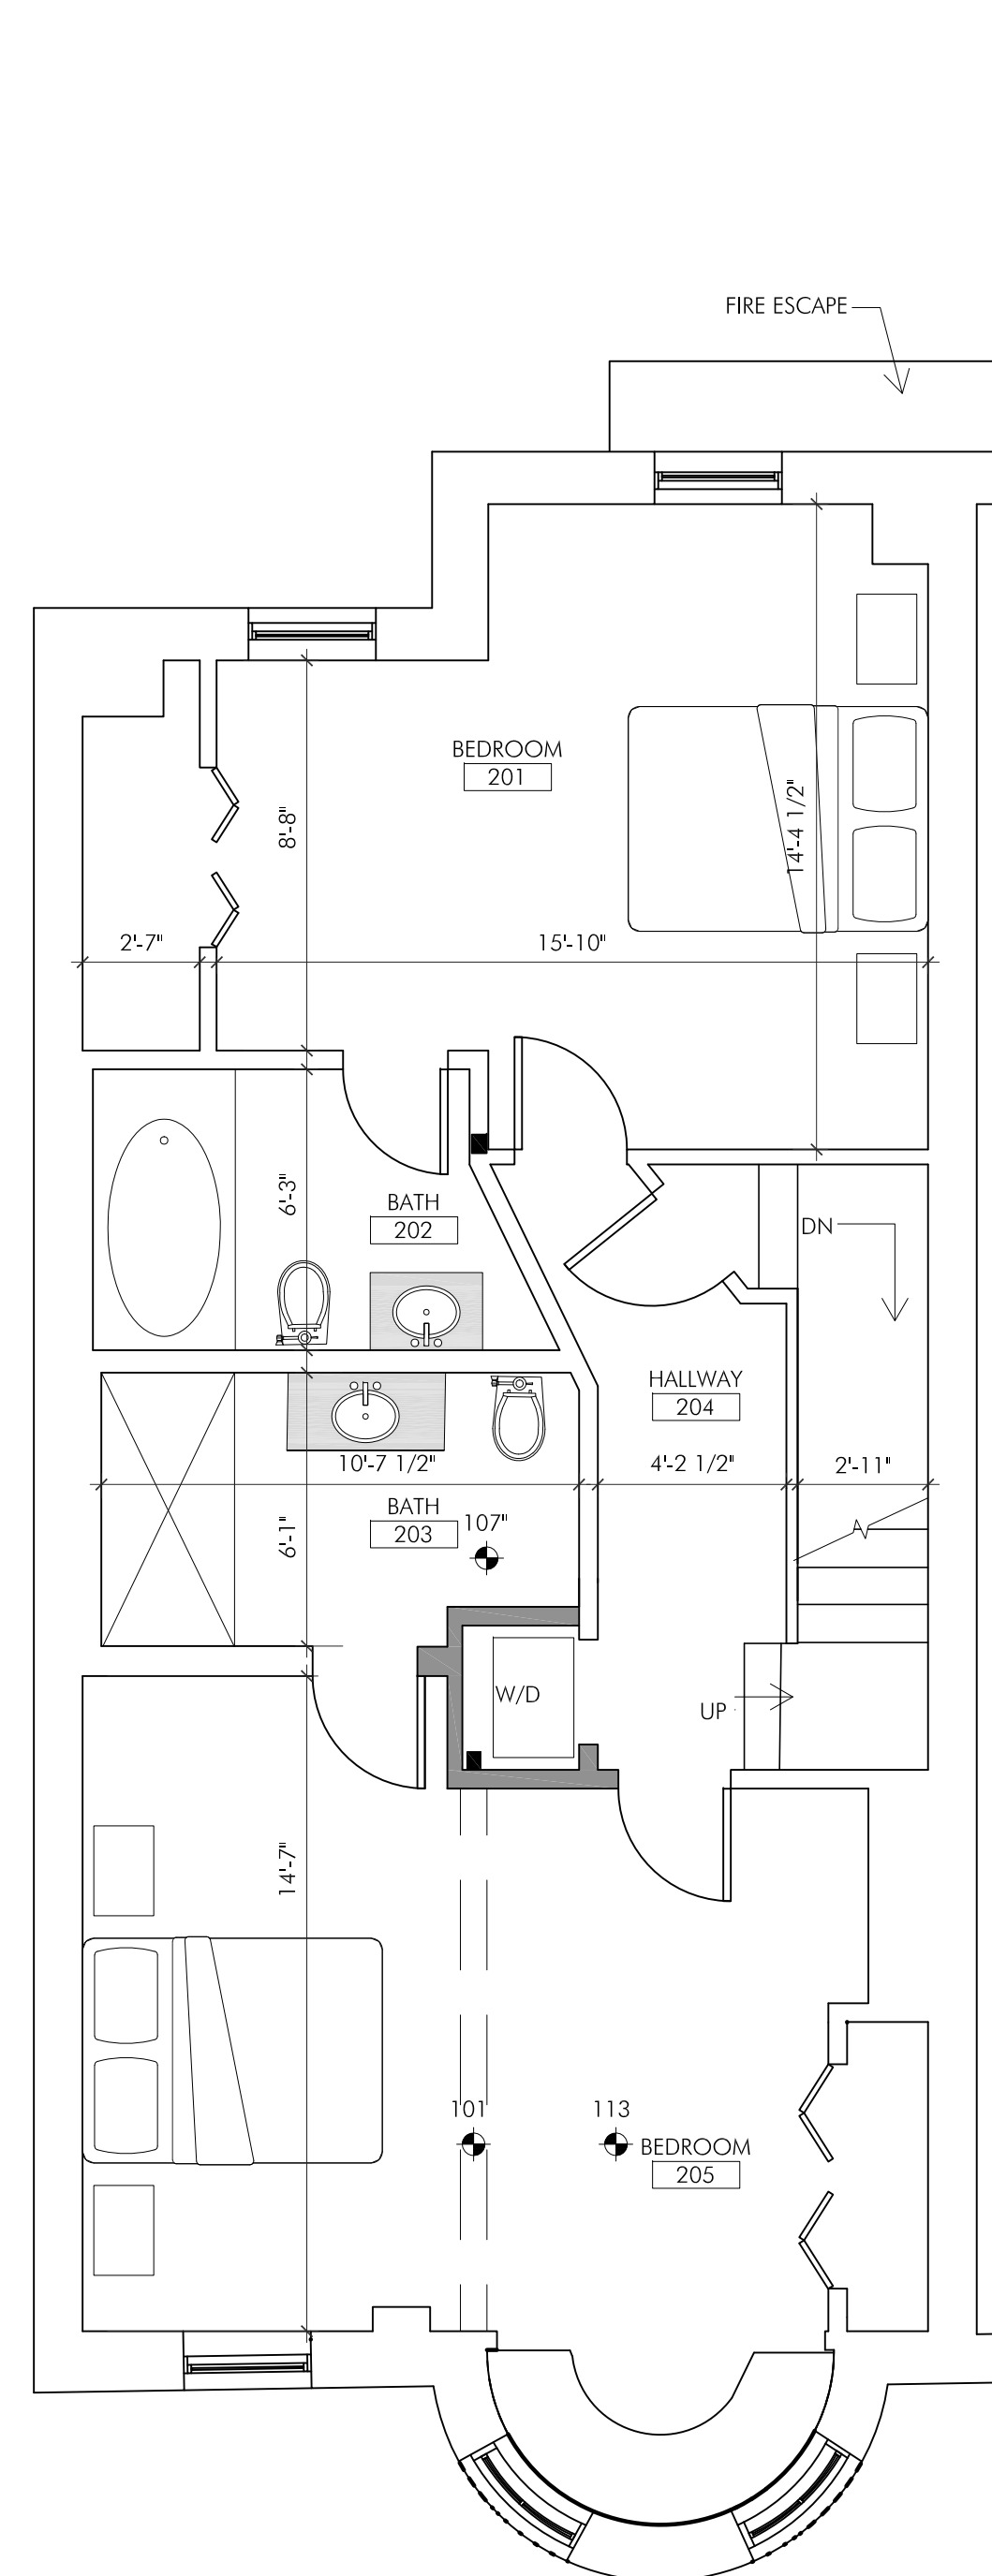 FIRE ESCAPE
BEDROOM
201
8'-8"
14'-4 1/2"
2'-7"
15'-10"
6'-3"
BATH
202
DN
HALLWAY
204
10'-7 1/2"
4'-2 1/2"
2'-11"
BATH
203
107"
6'-1"
W/D
UP
14'-7"
101
113
BEDROOM
205